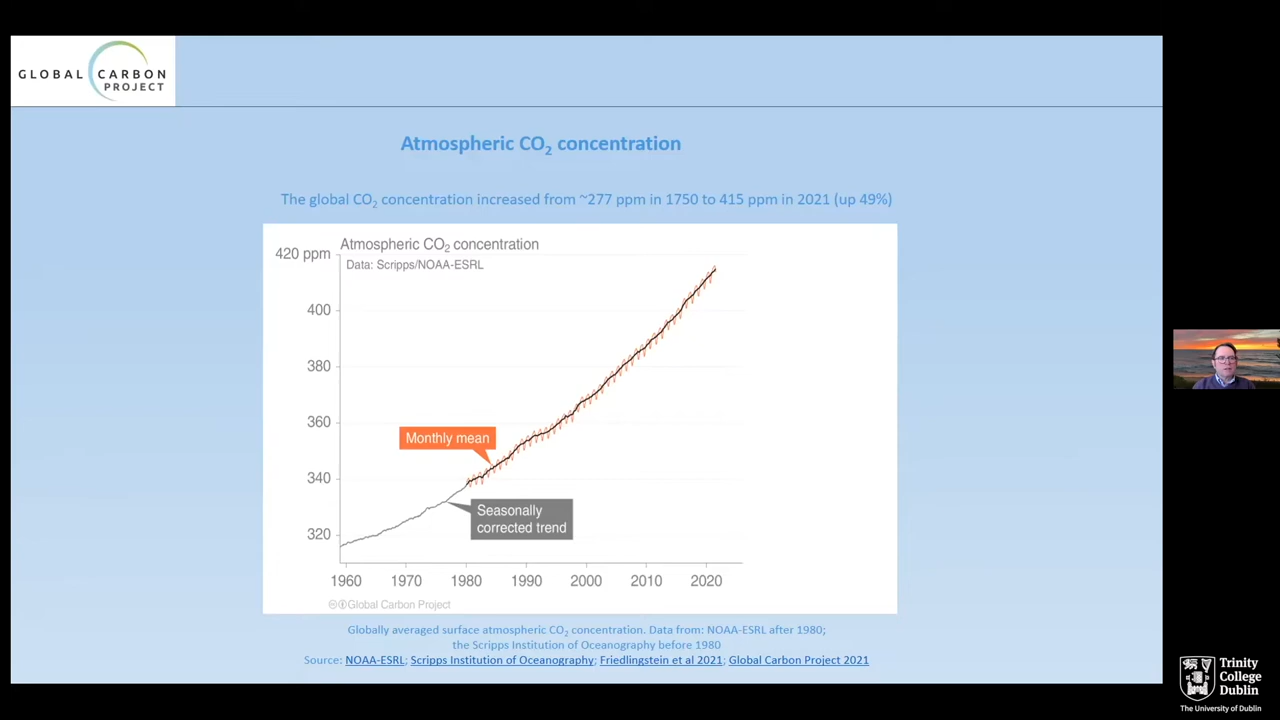 GLOBAL CARBON
PROJECT
Atmospheric CO₂ concentration
The global CO₂ concentration increased from ~277 ppm in 1750 to 415 ppm in 2021 (up 49%)
Atmospheric CO₂ concentration
Data: Scripps/NOAA-ESRL
420 ppm
400
380
360
340
320
Monthly mean
Seasonally
corrected trend
1960 1970 1980 1990 2000 2010 2020
Global Carbon Project
Globally averaged surface atmospheric CO₂ concentration. Data from: NOAA-ESRL after 1980;
the Scripps Institution of Oceanography before 1980
Source: NOAA-ESRL; Scripps Institution of Oceanography; Friedlingstein et al 2021; Global Carbon Project 2021
Trinity
College
Dublin
The University of Dublin